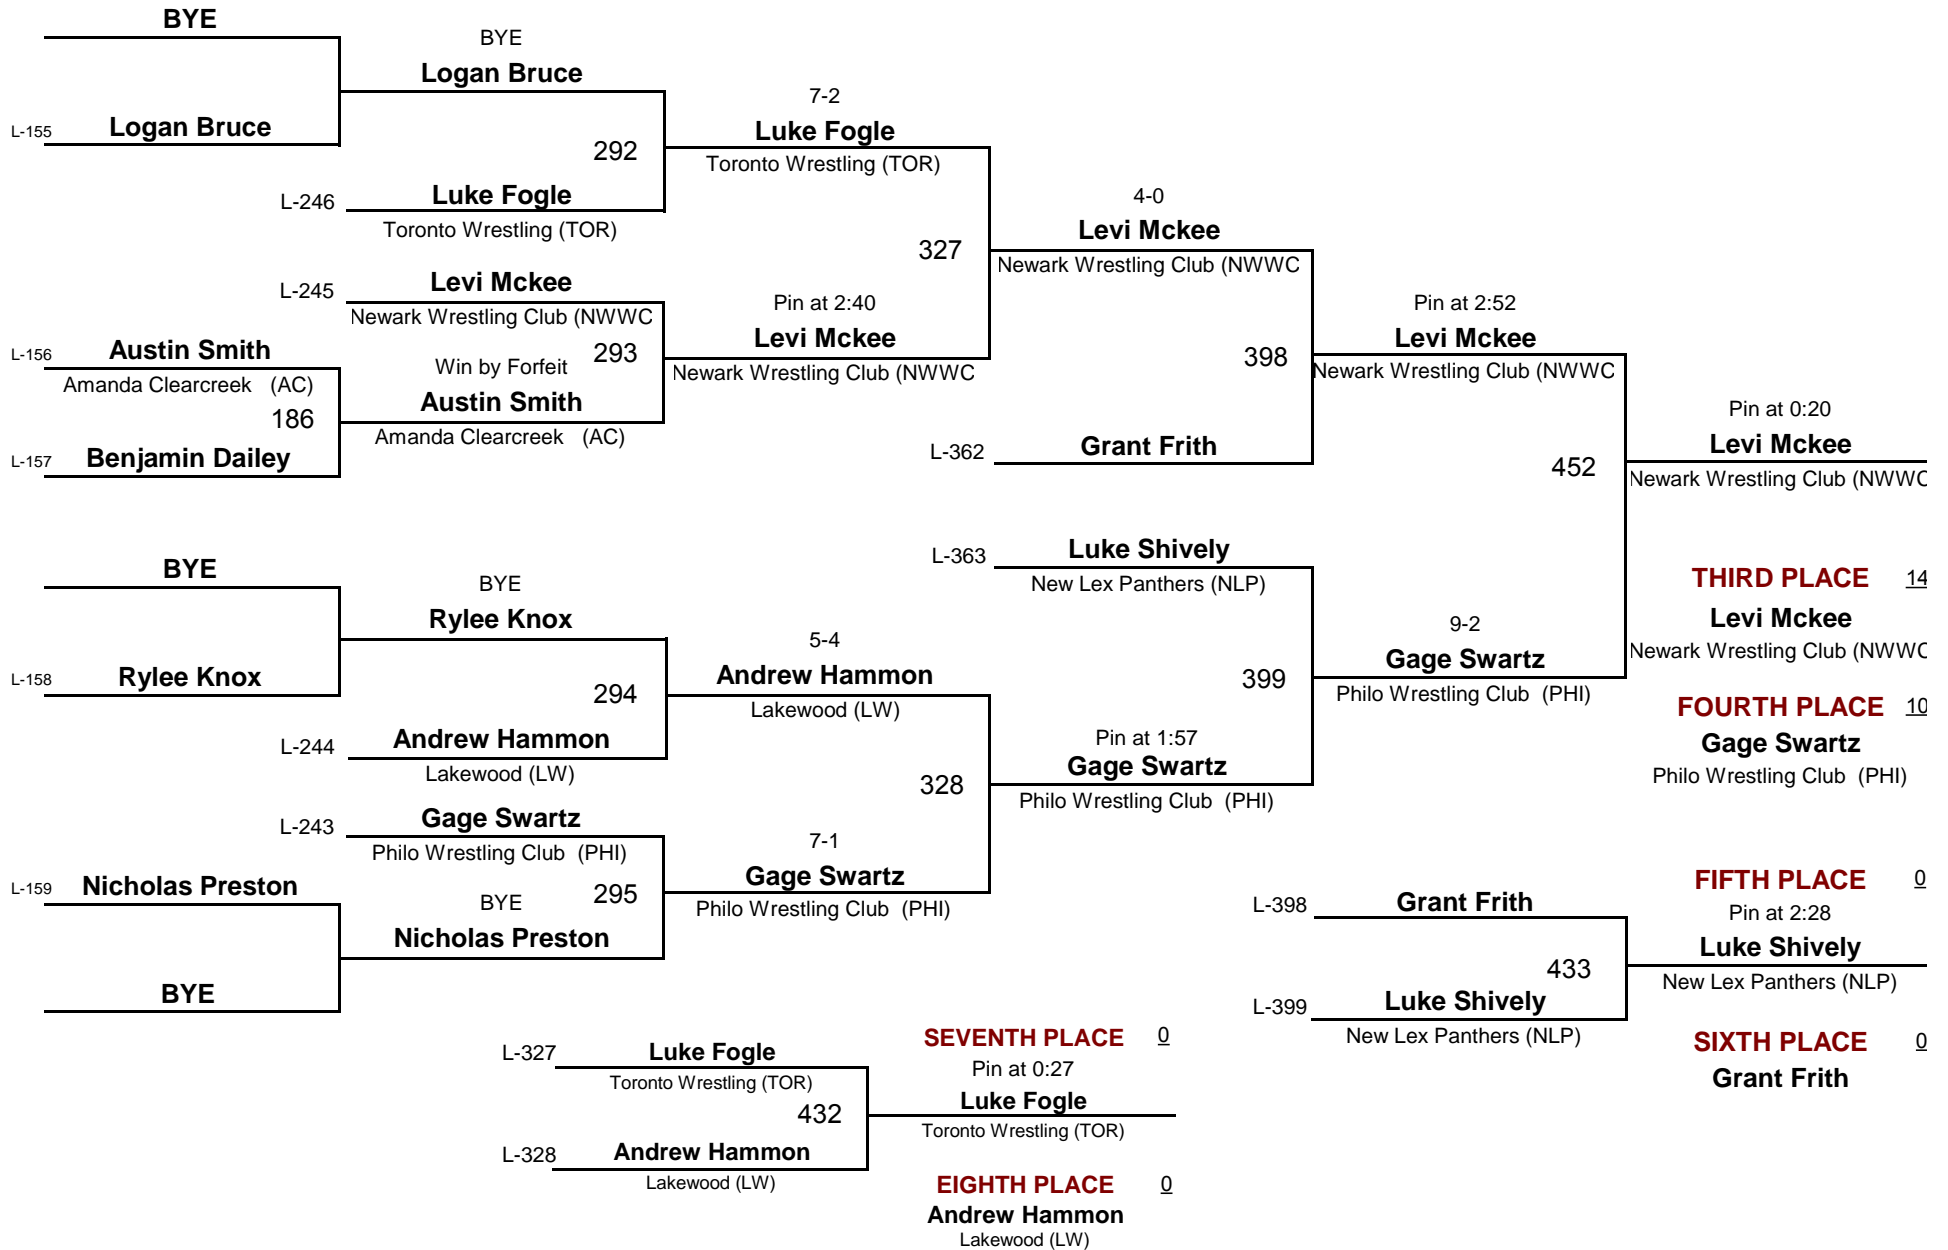 BYE
BYE
Logan Bruce
L-155 Logan Bruce
7-2
Luke Fogle
Toronto Wrestling (TOR)
292
L-246 Luke Fogle
Toronto Wrestling (TOR)
4-0
Levi Mckee
Newark Wrestling Club (NWWC
327
L-245 Levi Mckee
Newark Wrestling Club (NWWC
Pin at 2:40
Levi Mckee
Newark Wrestling Club (NWWC
Pin at 2:52
Levi Mckee
Newark Wrestling Club (NWWC
L-156 Austin Smith
Amanda Clearcreek (AC)
Win by Forfeit
293
398
Austin Smith
Amanda Clearcreek (AC)
186
L-157 Benjamin Dailey
L-362 Grant Frith
452
Pin at 0:20
Levi Mckee
Newark Wrestling Club (NWWC
BYE
BYE
Rylee Knox
L-363 Luke Shively
New Lex Panthers (NLP)
THIRD PLACE 14
Levi Mckee
Newark Wrestling Club (NWWC
L-158 Rylee Knox
5-4
Andrew Hammon
Lakewood (LW)
294
399
9-2
Gage Swartz
Philo Wrestling Club (PHI)
FOURTH PLACE 10
Gage Swartz
Philo Wrestling Club (PHI)
L-244 Andrew Hammon
Lakewood (LW)
Pin at 1:57
Gage Swartz
Philo Wrestling Club (PHI)
328
L-243 Gage Swartz
Philo Wrestling Club (PHI)
7-1
Gage Swartz
Philo Wrestling Club (PHI)
L-159 Nicholas Preston
BYE
295
Nicholas Preston
BYE
L-398 Grant Frith
FIFTH PLACE 0
Pin at 2:28
Luke Shively
New Lex Panthers (NLP)
433
L-399 Luke Shively
New Lex Panthers (NLP)
SIXTH PLACE 0
Grant Frith
L-327 Luke Fogle
Toronto Wrestling (TOR)
SEVENTH PLACE 0
Pin at 0:27
Luke Fogle
Toronto Wrestling (TOR)
432
L-328 Andrew Hammon
Lakewood (LW)
EIGHTH PLACE 0
Andrew Hammon
Lakewood (LW)